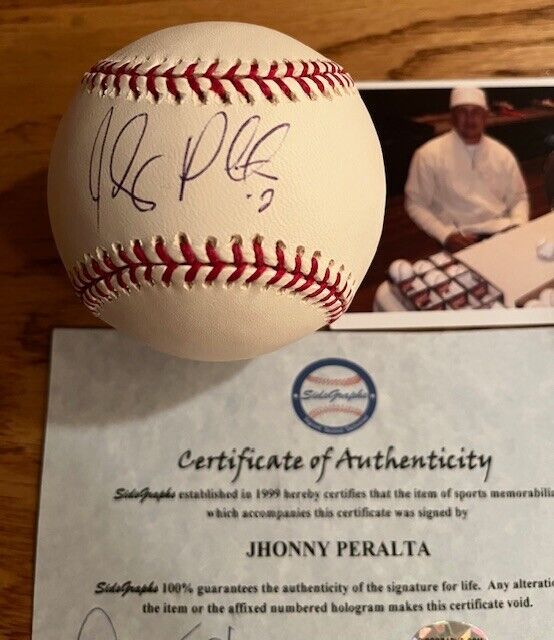 SidsGraphs
Certificate of Authenticity
SidsGraphs established in 1999 hereby certifies that the item of sports memorabilia
which accompanies this certificate was signed by
JHONNY PERALTA
SidsGraphs 100% guarantees the authenticity of the signature for life. Any alteratio
the item or the affixed numbered hologram makes this certificate void.